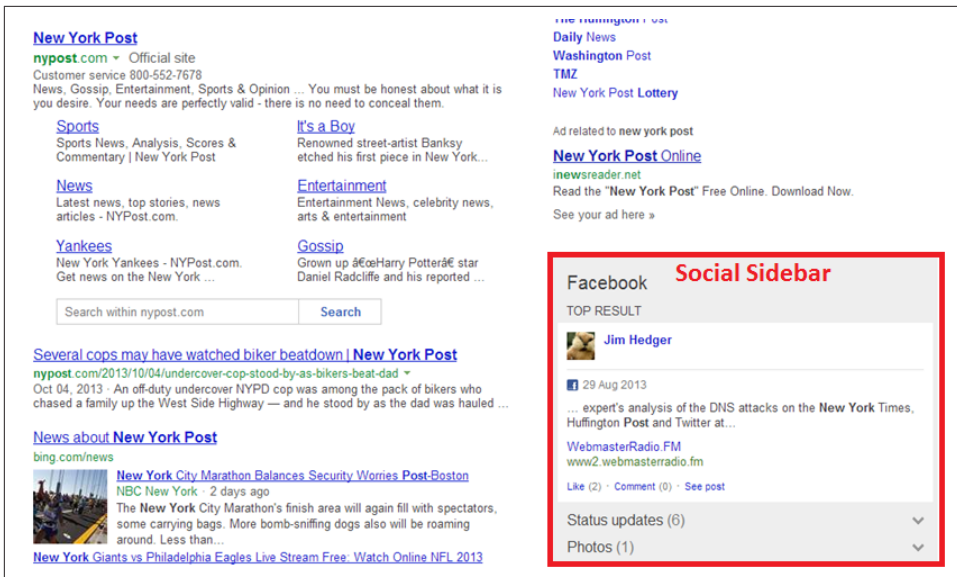 New York Post
nypost.com Official site
Customer service 800-552-7678
News, Gossip, Entertainment, Sports & Opinion ... You must be honest about what it is
you desire. Your needs are perfectly valid - there is no need to conceal them.
Sports
Sports News, Analysis, Scores &
Commentary | New York Post
It's a Boy
Renowned street-artist Banksy
etched his first piece in New York...
News
Latest news, top stories, news
articles - NYPost.com.
Entertainment
Entertainment News, celebrity news,
arts & entertainment
Yankees
New York Yankees - NYPost.com.
Get news on the New York ...
Gossip
Grown up â€œHarry Potterâ€ star
Daniel Radcliffe and his reported ...
Search within nypost.com
Search
Several cops may have watched biker beatdown | New York Post
nypost.com/2013/10/04/undercover-cop-stood-by-as-bikers-beat-dad
Oct 04, 2013 · An off-duty undercover NYPD cop was among the pack of bikers who
chased a family up the West Side Highway — and he stood by as the dad was hauled ...
News about New York Post
bing.com/news
New York City Marathon Balances Security Worries Post-Boston
NBC New York · 2 days ago
The New York City Marathon's finish area will again fill with spectators,
some carrying bags. More bomb-sniffing dogs also will be roaming
around. Less than...
New York Giants vs Philadelphia Eagles Live Stream Free: Watch Online NFL 2013
The Huffington Post
Daily News
Washington Post
TMZ
New York Post Lottery
Ad related to new york post
New York Post Online
inewsreader.net
Read the "New York Post" Free Online. Download Now.
See your ad here »
Social Sidebar
Facebook
TOP RESULT
Jim Hedger
29 Aug 2013
... expert's analysis of the DNS attacks on the New York Times,
Huffington Post and Twitter at...
WebmasterRadio.FM
www2.webmasterradio.fm
Like (2) · Comment (0) · See post
Status updates (6)
Photos (1)